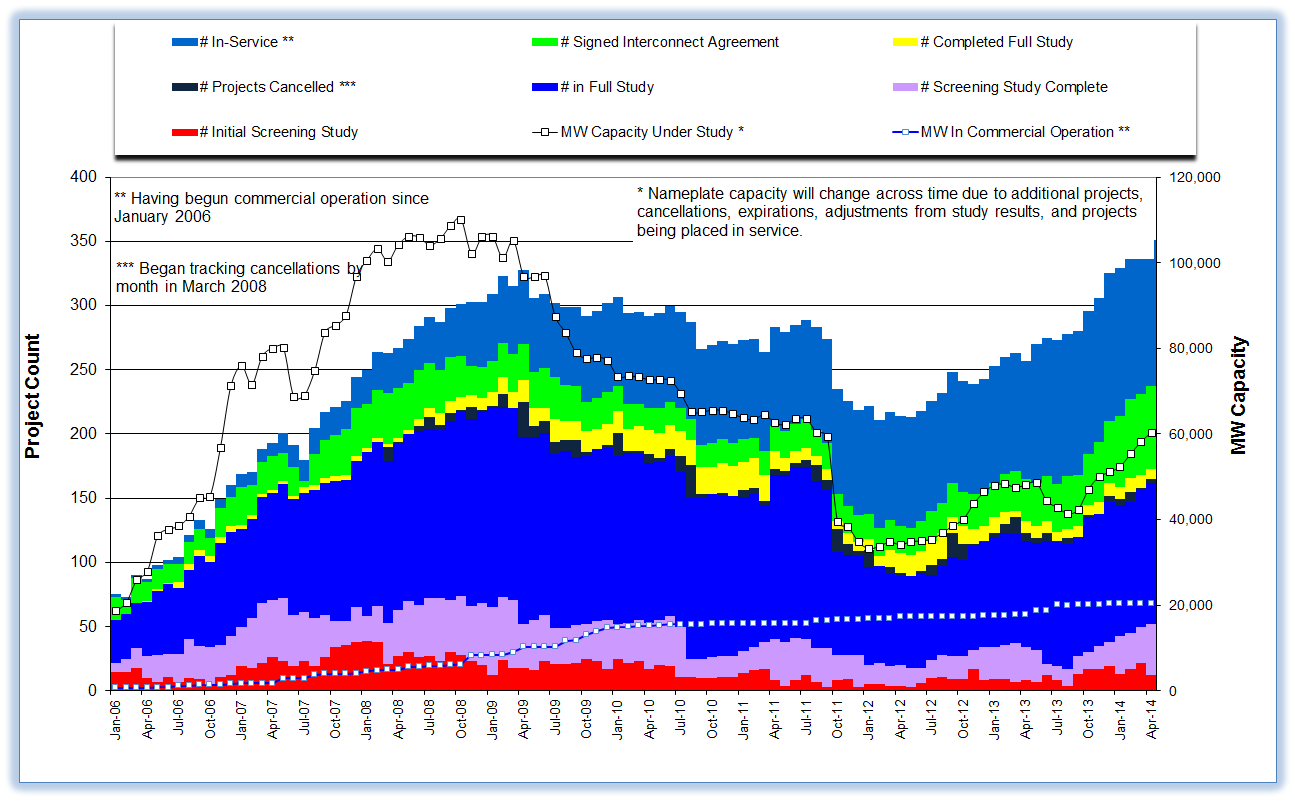 # In-Service **
# Signed Interconnect Agreement
# Completed Full Study
# Projects Cancelled ***
# in Full Study
# Screening Study Complete
# Initial Screening Study
MW Capacity Under Study *
MW In Commercial Operation **
** Having begun commercial operation since
January 2006
*** Began tracking cancellations by
month in March 2008
* Nameplate capacity will change across time due to additional projects,
cancellations, expirations, adjustments from study results, and projects
being placed in service.
Project Count
400
350
300
250
200
150
100
50
0
120,000
100,000
80,000
60,000
40,000
20,000
0
MW Capacity
Jan-06
Apr-06
Jul-06
Oct-06
Jan-07
Apr-07
Jul-07
Oct-07
Jan-08
Apr-08
Jul-08
Oct-08
Jan-09
Apr-09
Jul-09
Oct-09
Jan-10
Apr-10
Jul-10
Oct-10
Jan-11
Apr-11
Jul-11
Oct-11
Jan-12
Apr-12
Jul-12
Oct-12
Jan-13
Apr-13
Jul-13
Oct-13
Jan-14
Apr-14